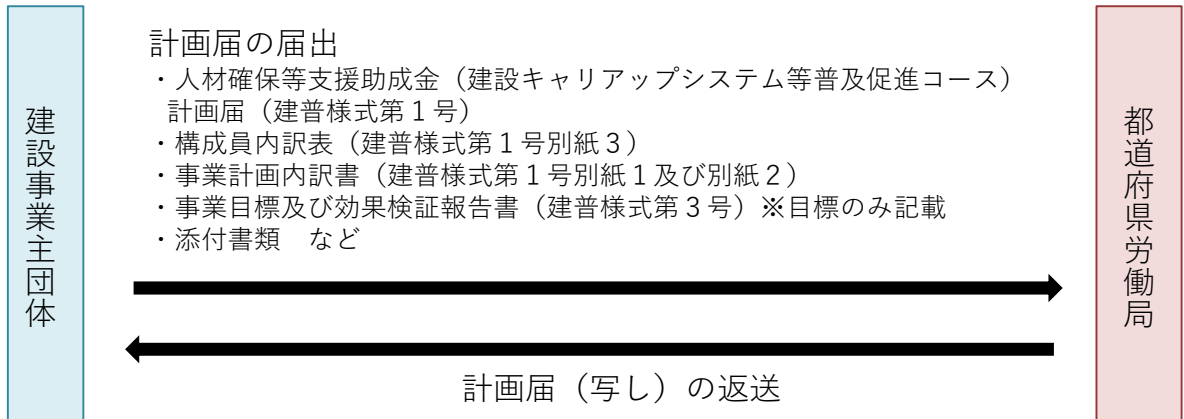 建設事業主団体
計画届の届出
・人材確保等支援助成金（建設キャリアアップシステム等普及促進コース）
計画届（建普様式第１号）
・構成員内訳表（建普様式第１号別紙３）
・事業計画内訳書（建普様式第１号別紙１及び別紙２）
・事業目標及び効果検証報告書（建普様式第３号）※目標のみ記載
・添付書類　など
都道府県労働局
計画届（写し）の返送